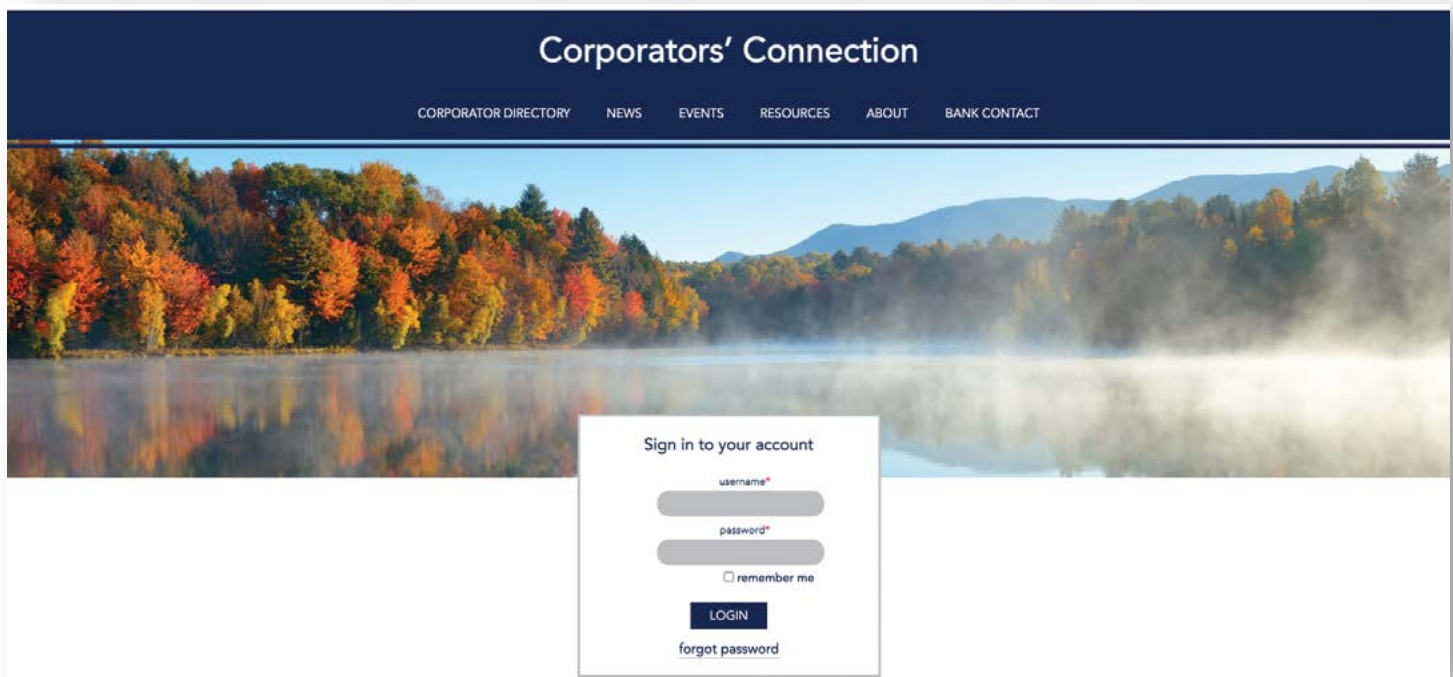 Corporators' Connection
CORPORATOR DIRECTORY NEWS EVENTS RESOURCES ABOUT BANK CONTACT
Sign in to your account
username*
password*
remember me
LOGIN
forgot password